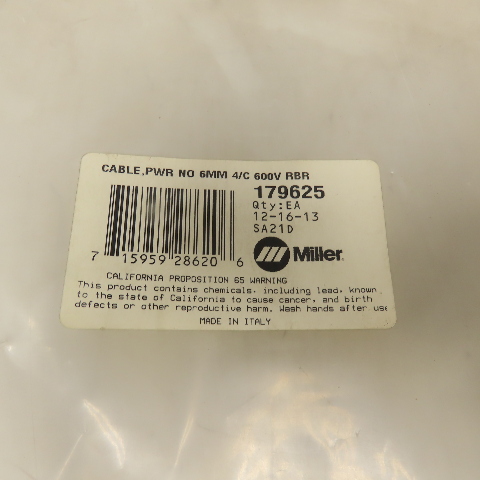 CABLE,PWR NO 6MM 4/C 600V RBR
179625
Qty:EA
12-16-13
SA21D
7 15959 28620 6
Miller
CALIFORNIA PROPOSITION 65 WARNING
This product contains chemicals, including lead, known
to the state of California to cause cancer, and birth
defects or other reproductive harm. Wash hands after use
MADE IN ITALY